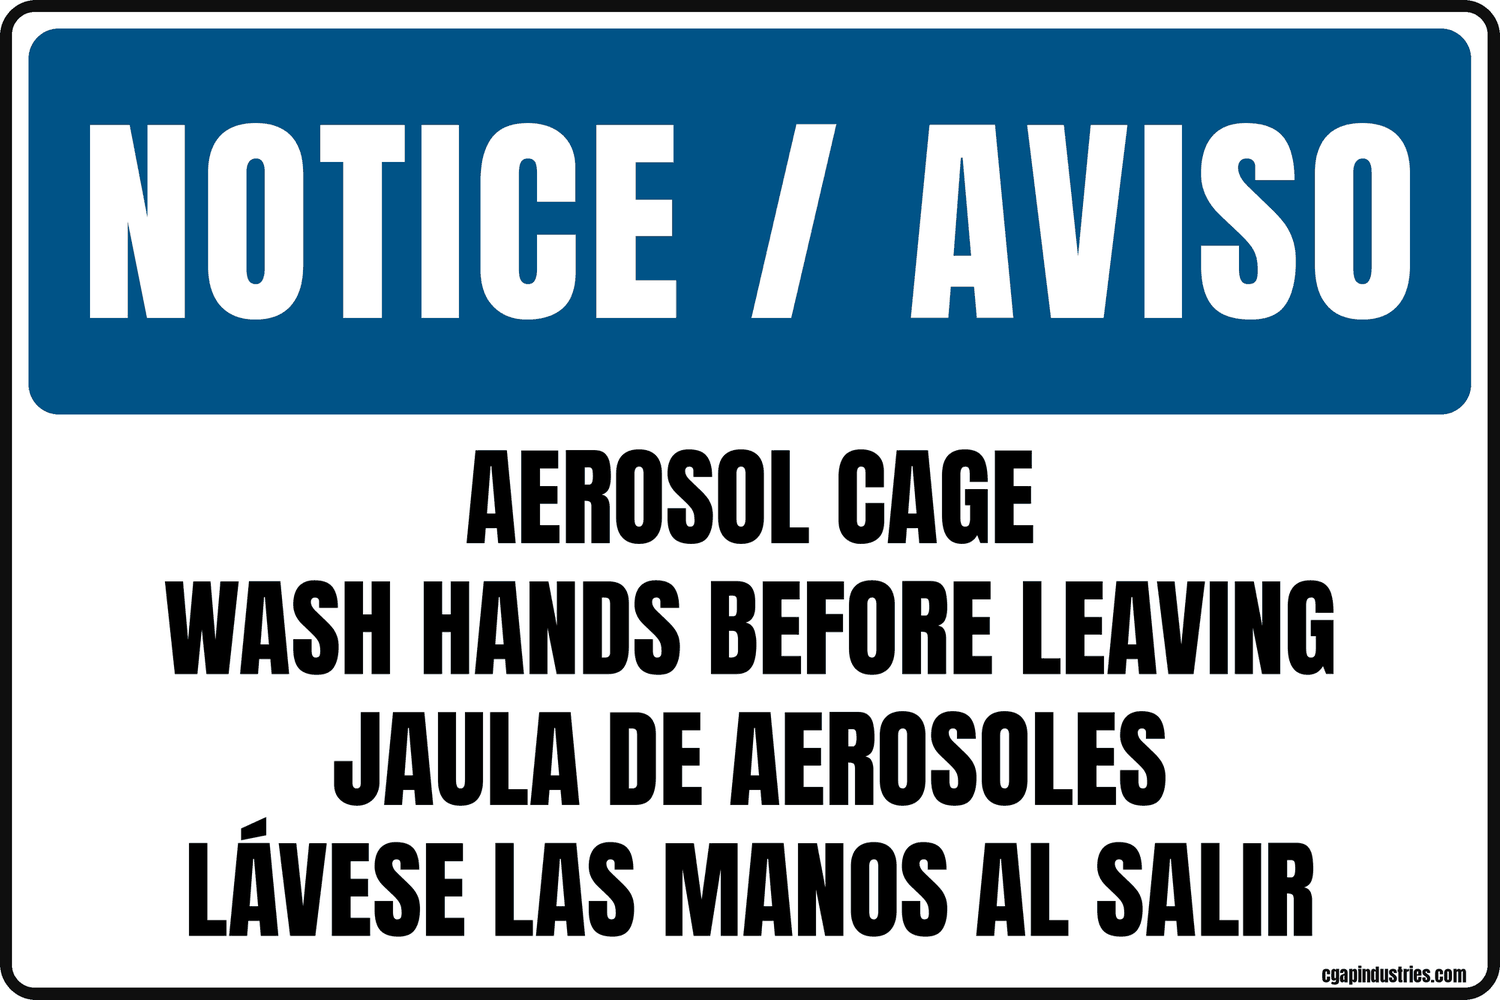 NOTICE / AVISO
AEROSOL CAGE
WASH HANDS BEFORE LEAVING
JAULA DE AEROSOLES
LÁVESE LAS MANOS AL SALIR
cgapindustries.com